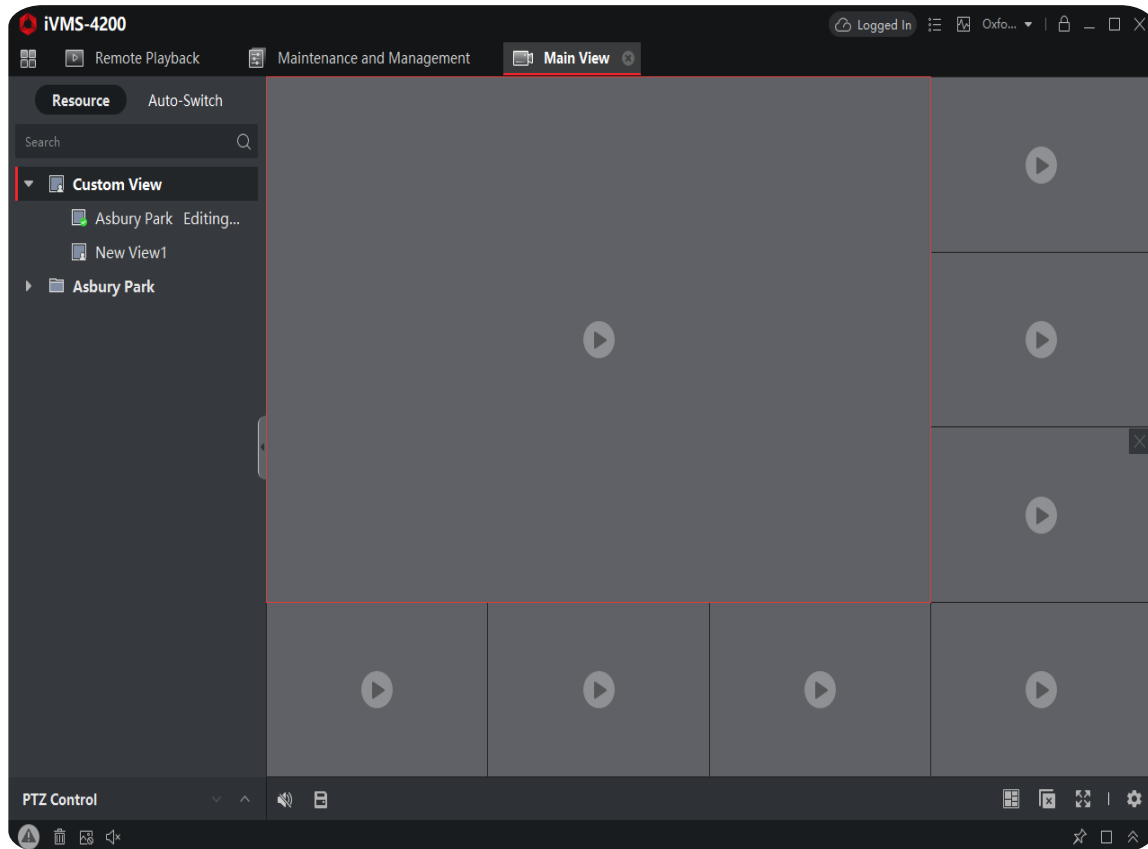 iVMS-4200
Logged In
Oxfo...
Remote Playback
Maintenance and Management
Main View
Resource
Auto-Switch
Search
Custom View
Asbury Park Editing...
New View1
Asbury Park
PTZ Control